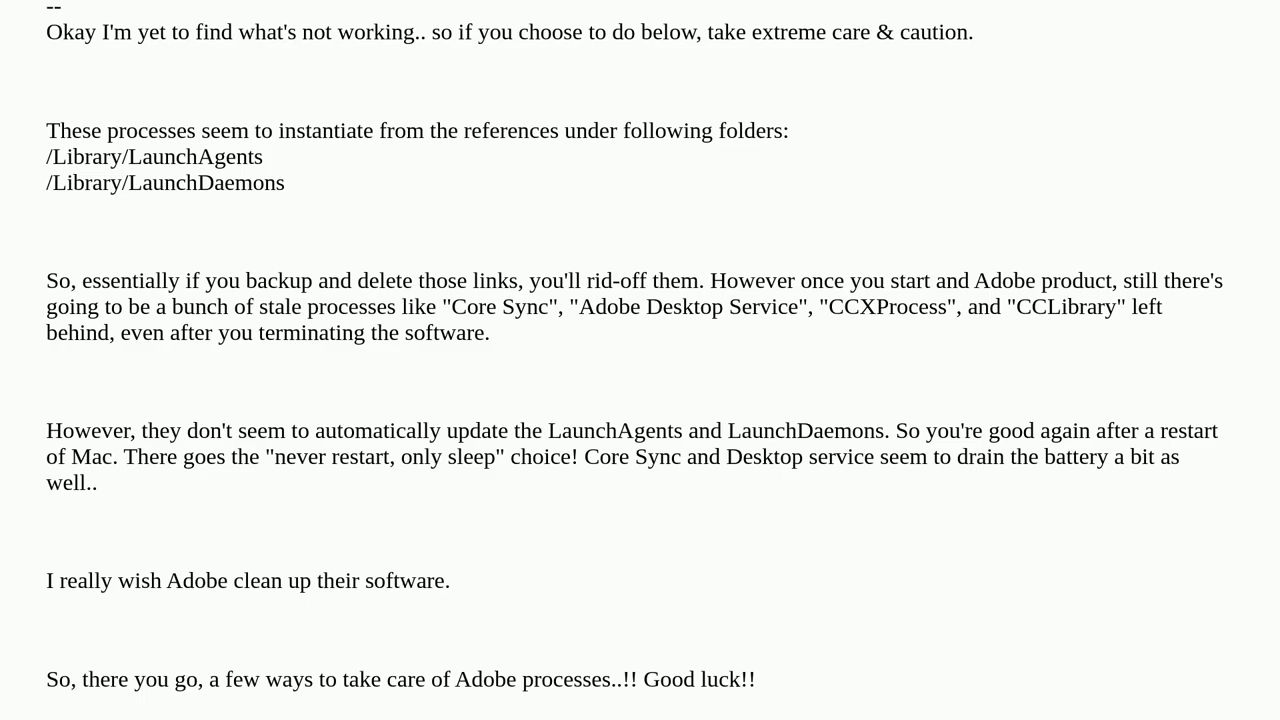 --
Okay I'm yet to find what's not working.. so if you choose to do below, take extreme care & caution.
These processes seem to instantiate from the references under following folders:
/Library/LaunchAgents
/Library/LaunchDaemons
So, essentially if you backup and delete those links, you'll rid-off them. However once you start and Adobe product, still there's
going to be a bunch of stale processes like "Core Sync", "Adobe Desktop Service", "CCXProcess", and "CCLibrary" left
behind, even after you terminating the software.
However, they don't seem to automatically update the LaunchAgents and LaunchDaemons. So you're good again after a restart
of Mac. There goes the "never restart, only sleep" choice! Core Sync and Desktop service seem to drain the battery a bit as
well..
I really wish Adobe clean up their software.
So, there you go, a few ways to take care of Adobe processes..!! Good luck!!